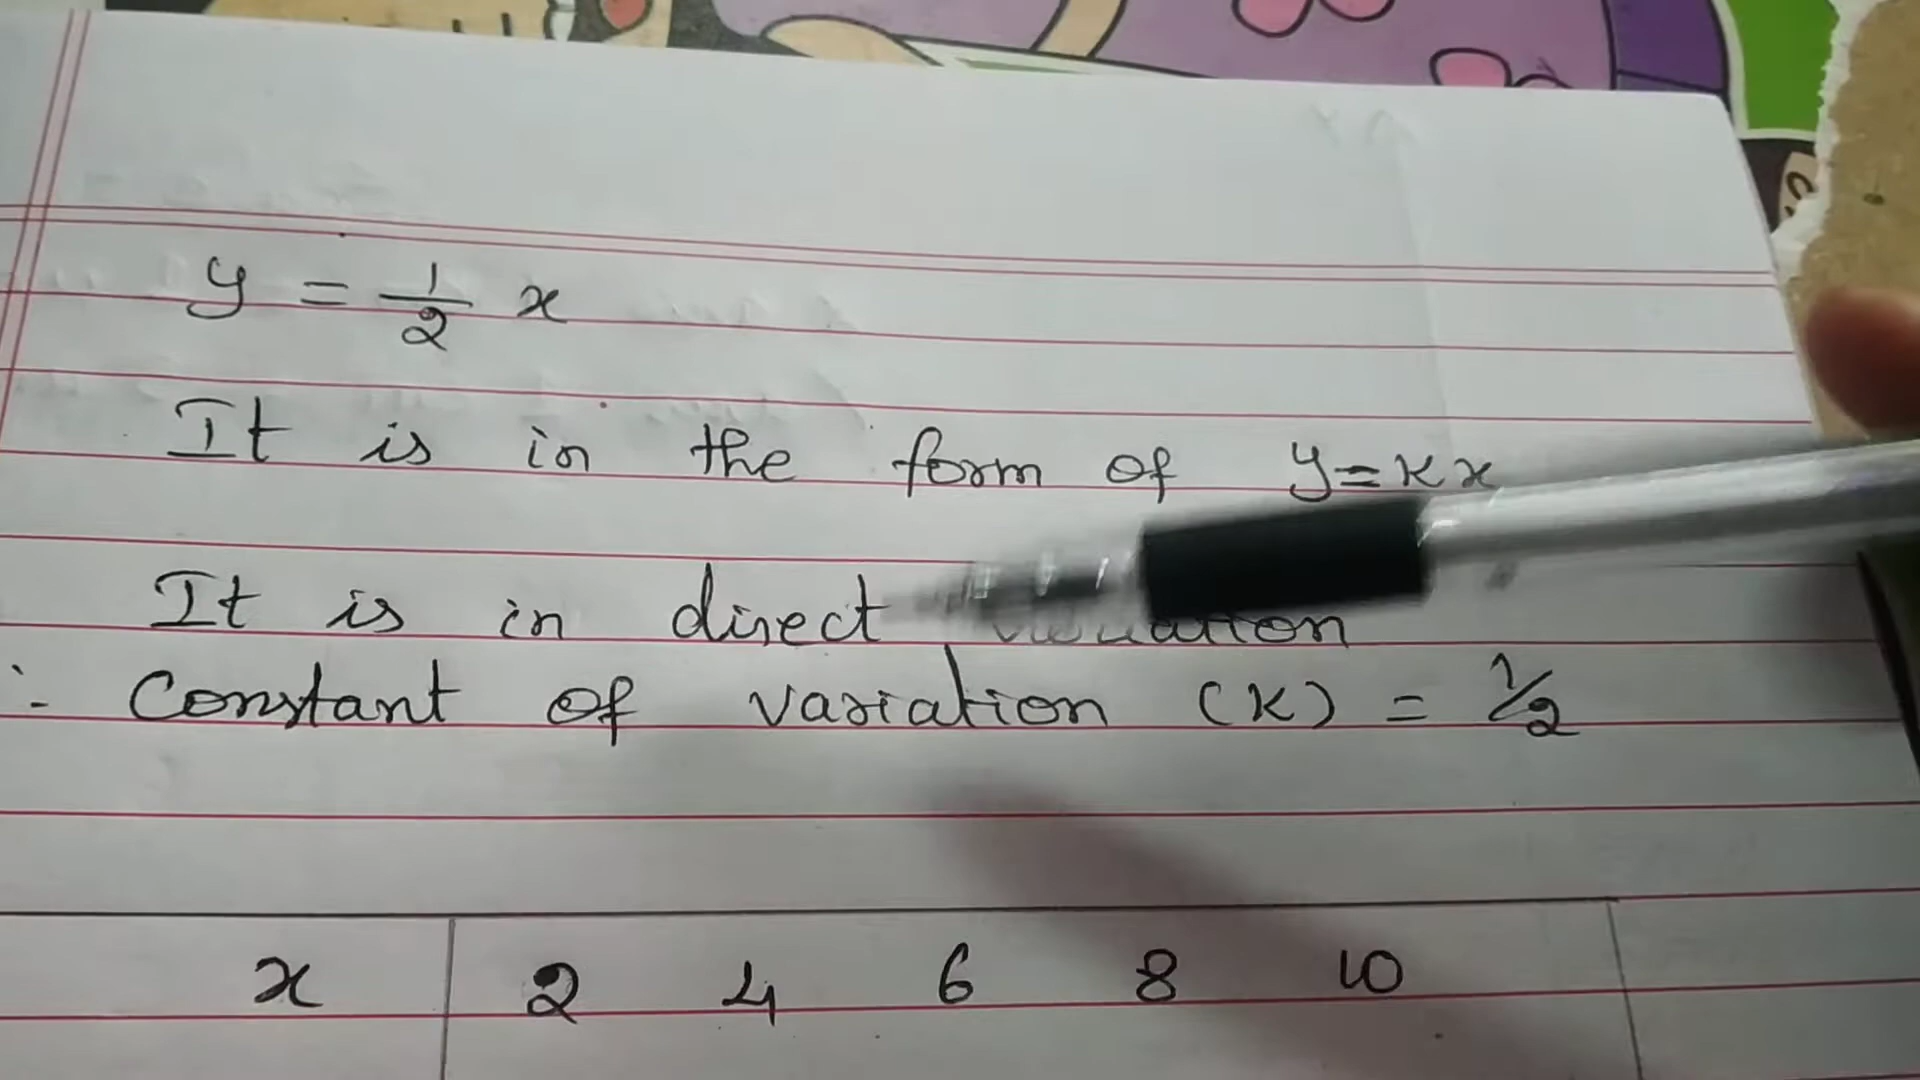 y = 1/2 x
It is in the form of y=kx
It is in direct variation
∴ Constant of variation (k) = 1/2
x 2 4 6 8 10